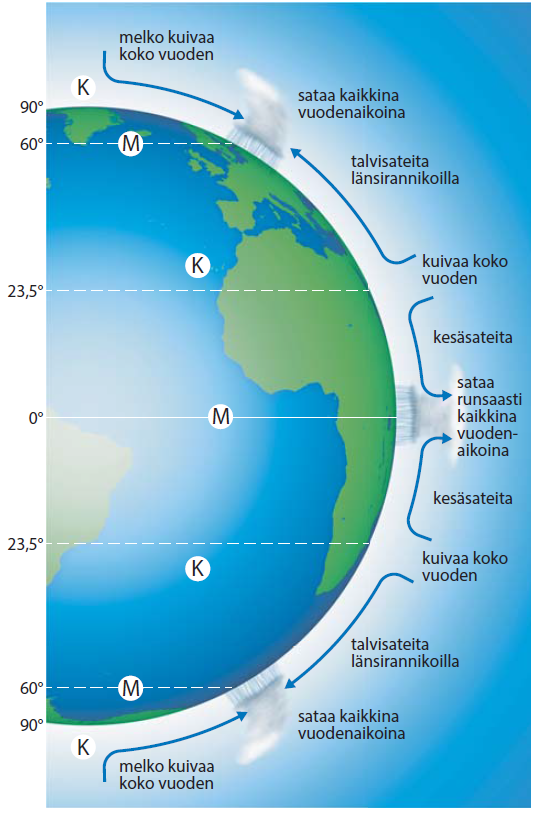 melko kuivaa
koko vuoden
K
90°
sataa kaikkina
vuodenaikoina
60°
M
talvisateita
länsirannikoilla
K
kuivaa koko
vuoden
23,5°
kesäsateita
sataa
runsaasti
kaikkina
vuoden-
aikoina
0°
M
kesäsateita
23,5°
kuivaa koko
vuoden
K
talvisateita
länsirannikoilla
60°
M
sataa kaikkina
vuodenaikoina
90°
K
melko kuivaa
koko vuoden